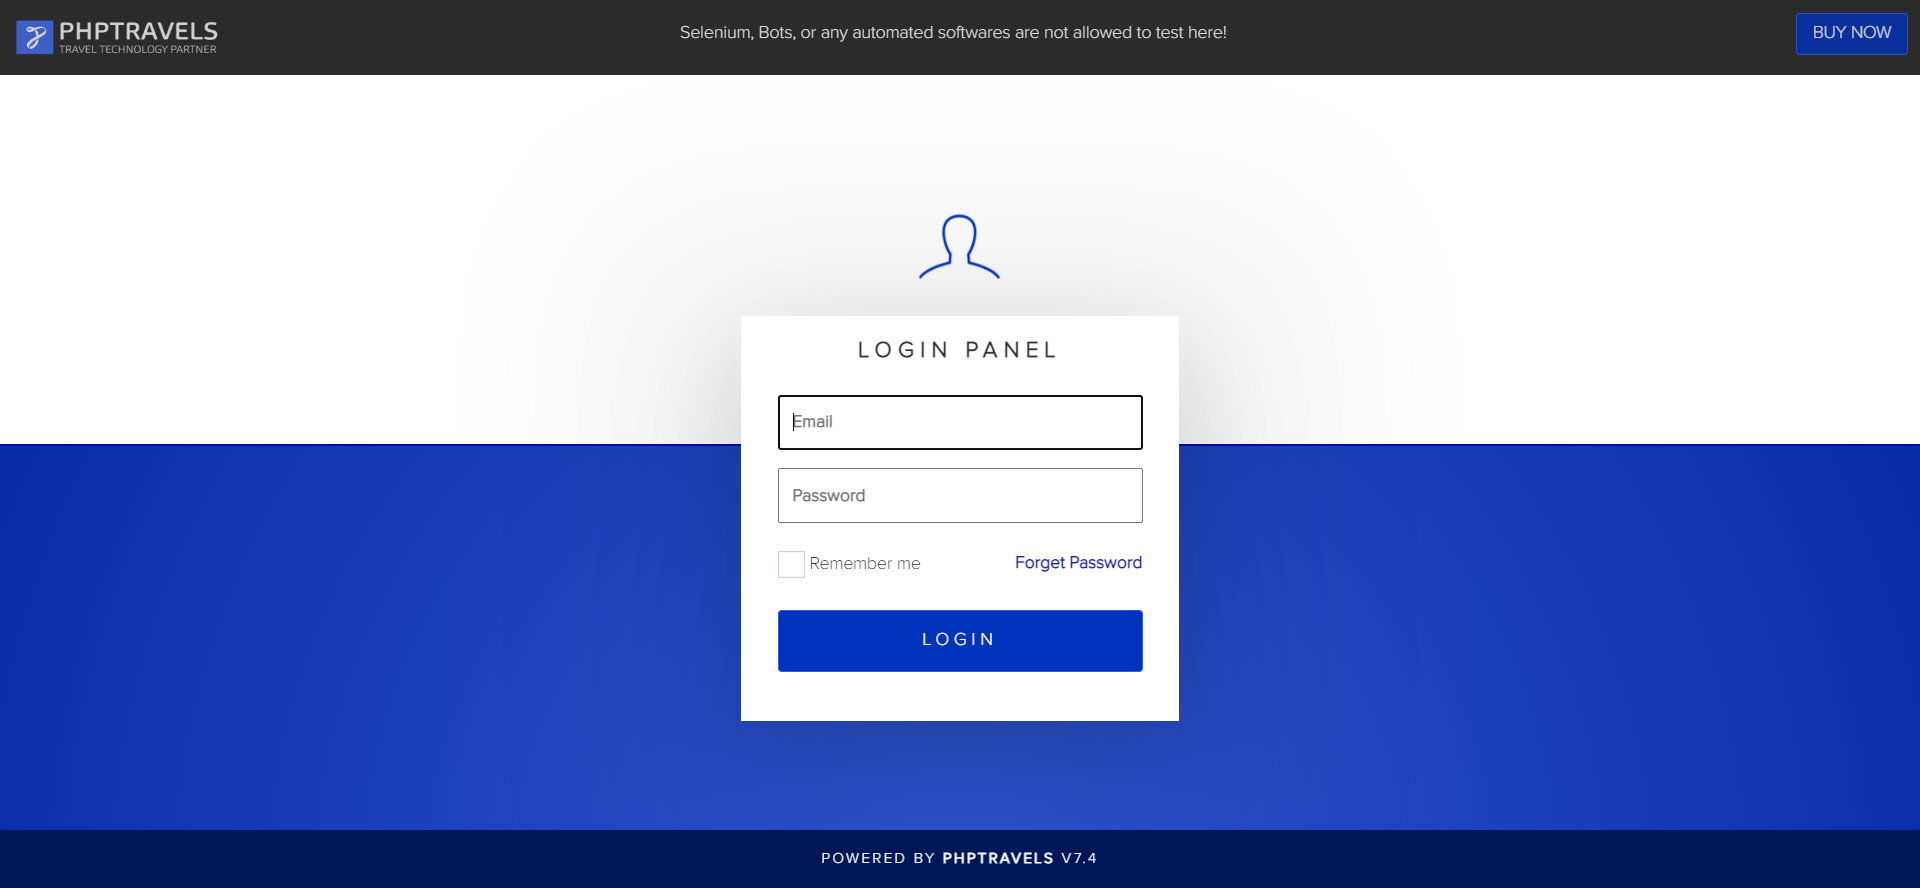 PHPTRAVELS
TRAVEL TECHNOLOGY PARTNER
Selenium, Bots, or any automated softwares are not allowed to test here!
BUY NOW
LOGIN PANEL
Email
Password
Remember me
Forget Password
LOGIN
POWERED BY PHPTRAVELS V7.4